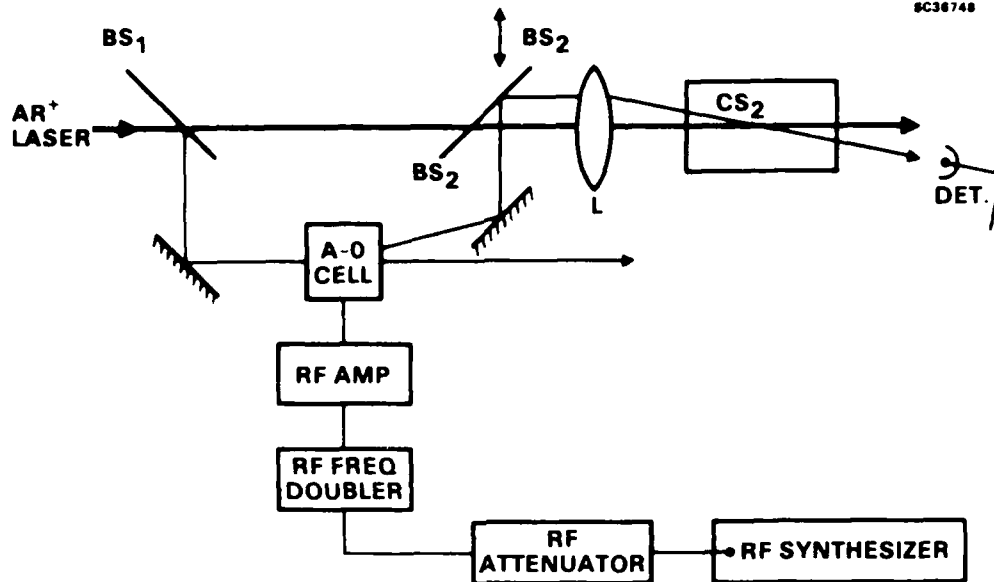 SC36748
BS₁
BS₂
AR⁺
LASER
BS₂
L
CS₂
DET.
A-O
CELL
RF AMP
RF FREQ
DOUBLER
RF
ATTENUATOR
RF SYNTHESIZER